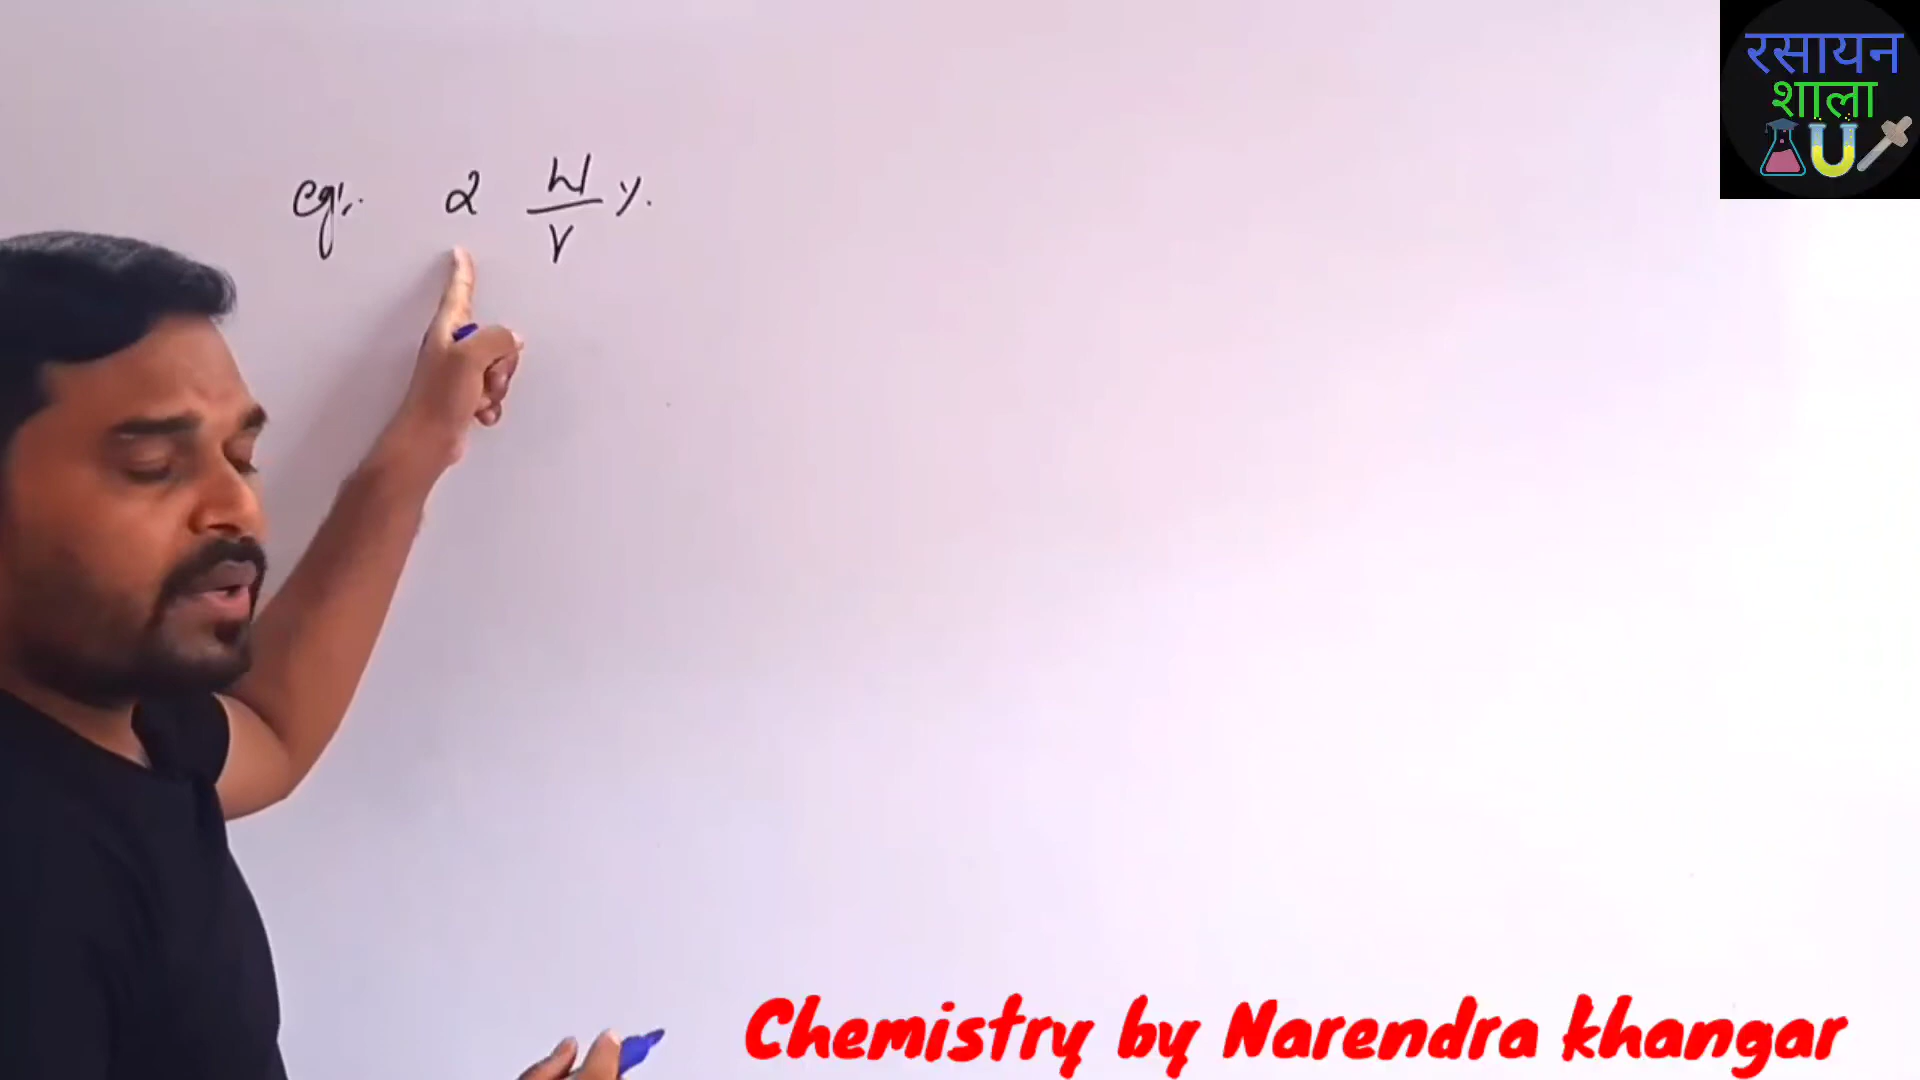 रसायन
शाला
eg:- 2 W/V %.
Chemistry by Narendra khangar